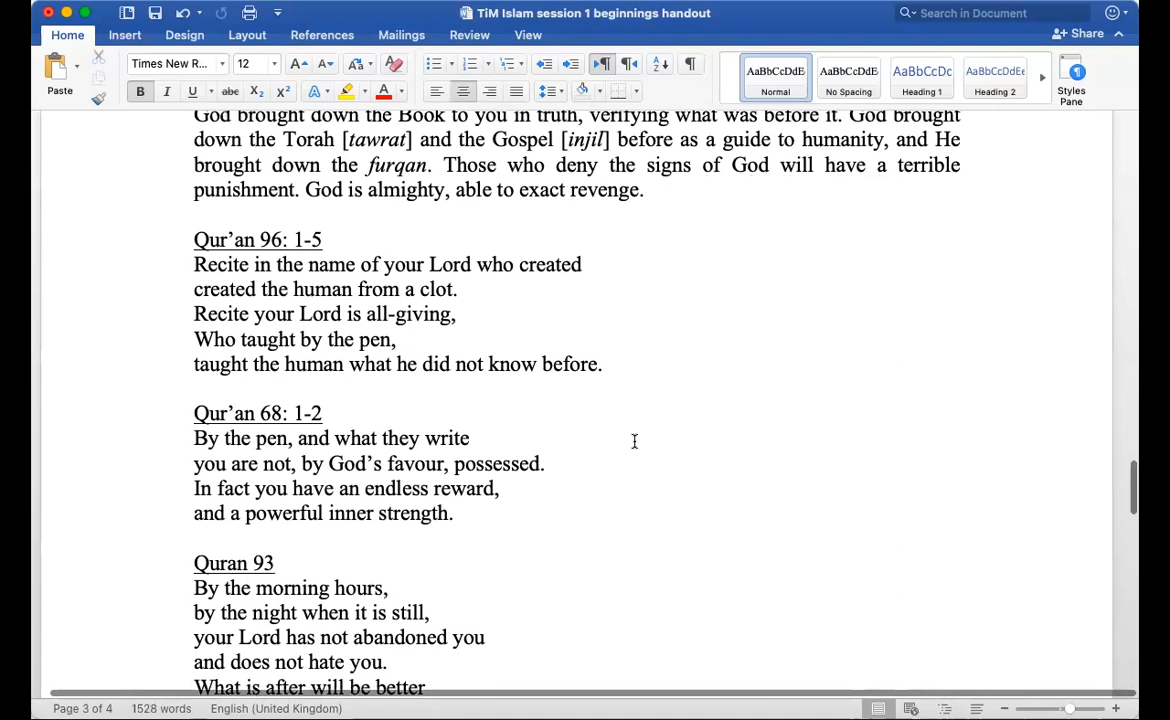 TiM Islam session 1 beginnings handout
Search in Document
Home Insert Design Layout References Mailings Review View
Share
Paste
Times New R... 12
AaBbCcDdE AaBbCcDdE AaBbCcDc AaBbCcDdEe
Normal No Spacing Heading 1 Heading 2
Styles
Pane
God brought down the Book to you in truth, verifying what was before it. God brought
down the Torah [tawrat] and the Gospel [injil] before as a guide to humanity, and He
brought down the furqan. Those who deny the signs of God will have a terrible
punishment. God is almighty, able to exact revenge.
Qur’an 96: 1-5
Recite in the name of your Lord who created
created the human from a clot.
Recite your Lord is all-giving,
Who taught by the pen,
taught the human what he did not know before.
Qur’an 68: 1-2
By the pen, and what they write
you are not, by God’s favour, possessed.
In fact you have an endless reward,
and a powerful inner strength.
Quran 93
By the morning hours,
by the night when it is still,
your Lord has not abandoned you
and does not hate you.
What is after will be better
Page 3 of 4 1528 words English (United Kingdom)